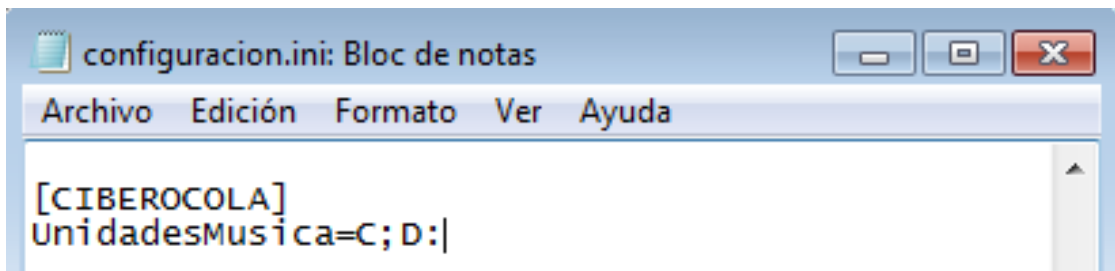 configuracion.ini: Bloc de notas
Archivo Edición Formato Ver Ayuda
[CIBEROCOLA]
UnidadesMusica=C;D: